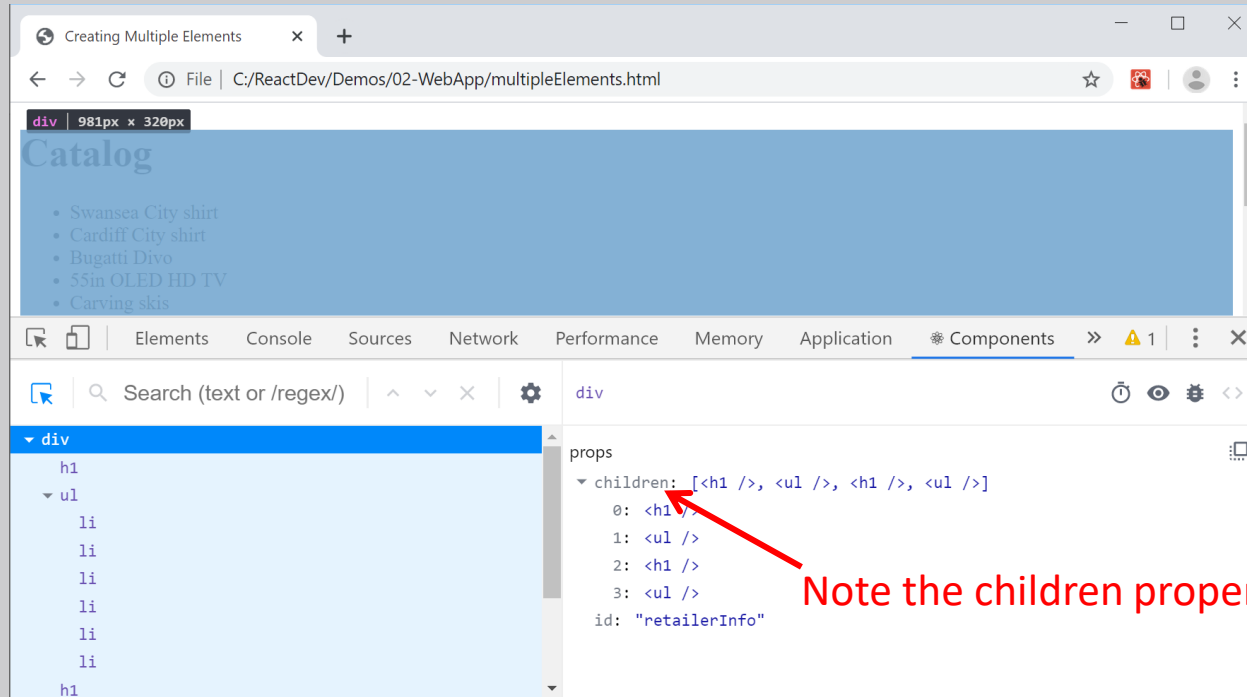 Creating Multiple Elements
File | C:/ReactDev/Demos/02-WebApp/multipleElements.html
div | 981px × 320px
Catalog
• Swansea City shirt
• Cardiff City shirt
• Bugatti Divo
• 55in OLED HD TV
• Carving skis
Elements Console Sources Network Performance Memory Application Components 1
Search (text or /regex/) div
div
props
h1
children: [<h1 />, <ul />, <h1 />, <ul />]
ul
0: <h1 />
li
1: <ul />
li
2: <h1 />
li
3: <ul />
Note the children proper
li
id: "retailerInfo"
li
li
h1